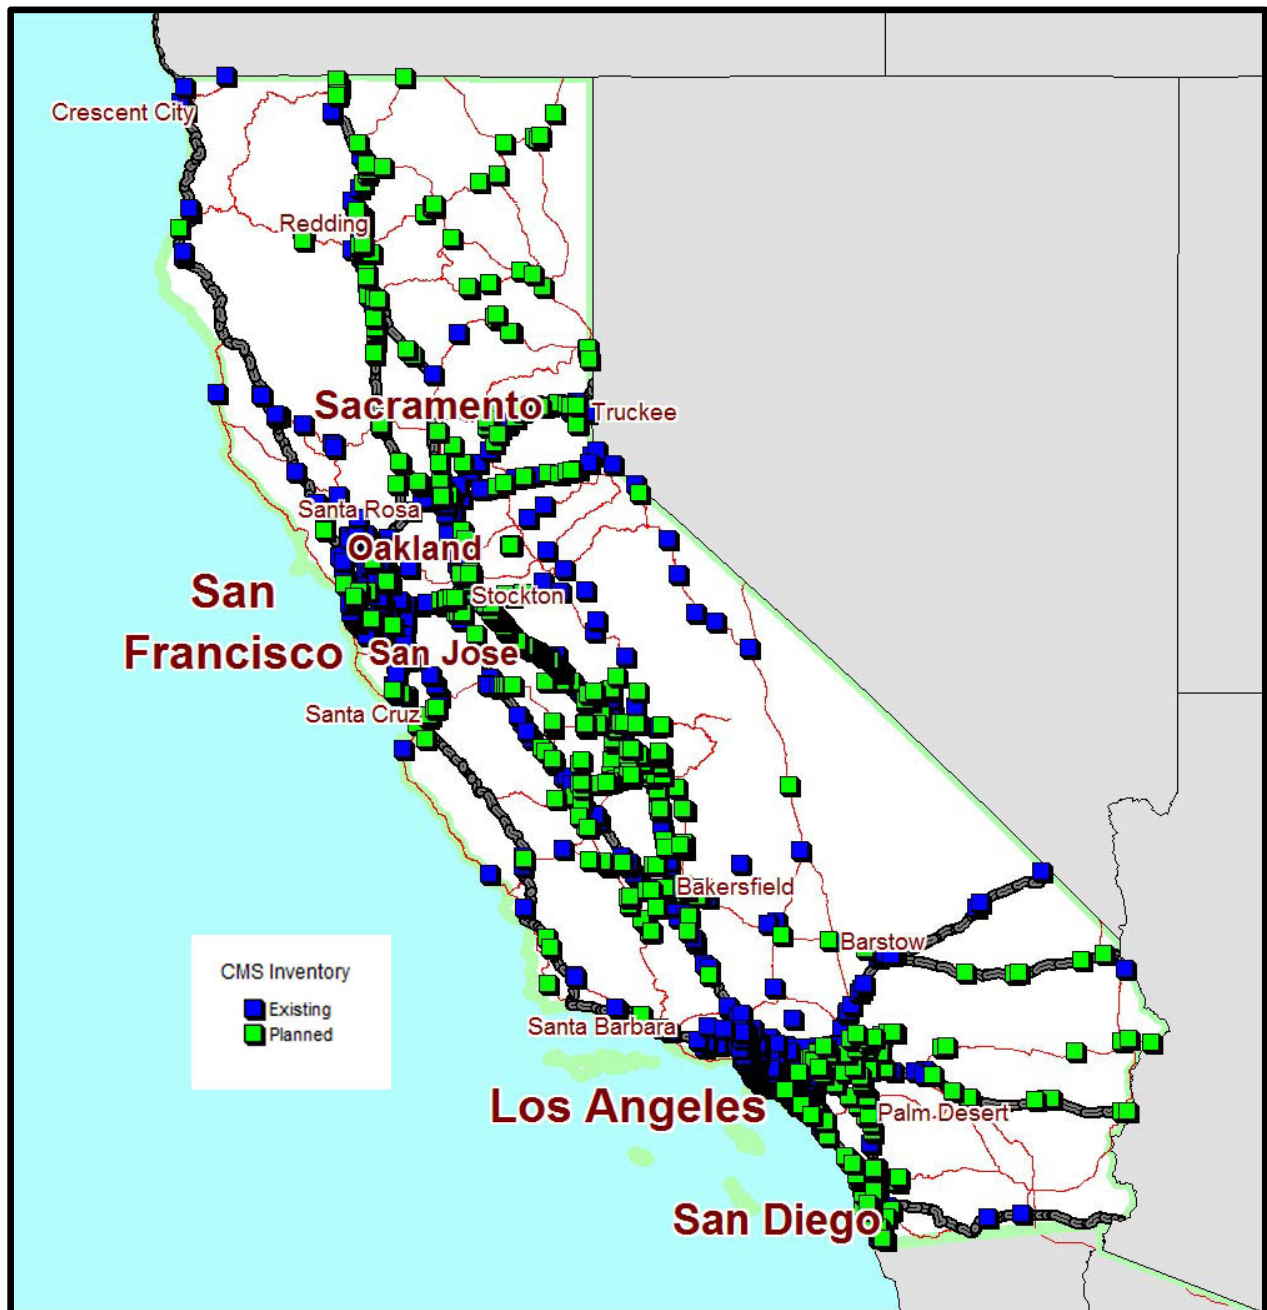 Crescent City
Redding
Sacramento
Truckee
Santa Rosa
Oakland
San
Francisco
Stockton
San Jose
Santa Cruz
Bakersfield
Barstow
CMS Inventory
Existing
Planned
Santa Barbara
Los Angeles
Palm Desert
San Diego